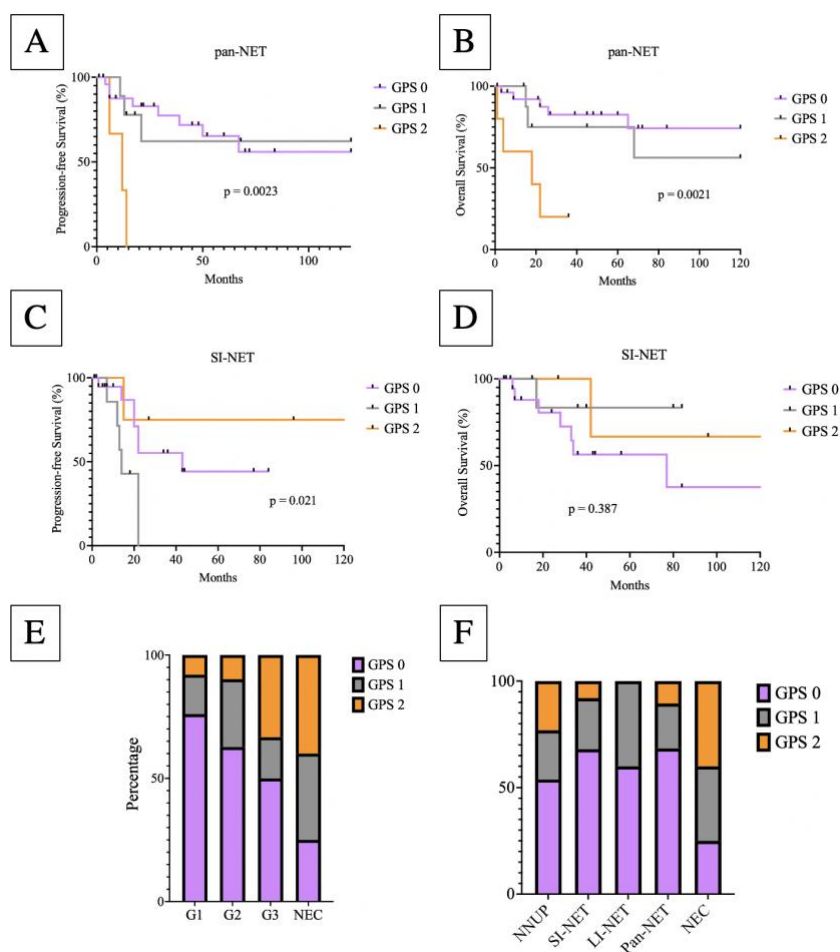 A
pan-NET
Progression-free Survival (%)
100
50
0
0
50
100
Months
GPS 0
GPS 1
GPS 2
p = 0.0023
B
pan-NET
Overall Survival (%)
100
50
0
0
20
40
60
80
100
120
Months
GPS 0
GPS 1
GPS 2
p = 0.0021
C
SI-NET
Progression-free Survival (%)
100
50
0
0
20
40
60
80
100
120
Months
GPS 0
GPS 1
GPS 2
p = 0.021
D
SI-NET
Overall Survival (%)
100
50
0
0
20
40
60
80
100
120
Months
GPS 0
GPS 1
GPS 2
p = 0.387
E
Percentage
100
50
0
G1
G2
G3
NEC
GPS 0
GPS 1
GPS 2
F
100
50
0
NNUP
SI-NET
LI-NET
Pan-NET
NEC
GPS 0
GPS 1
GPS 2